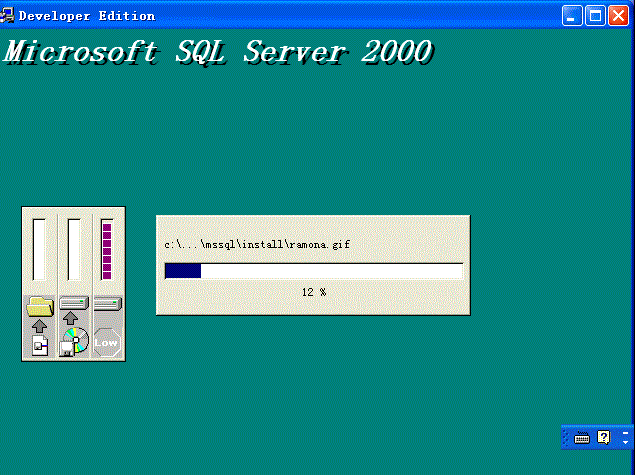 Developer Edition
Microsoft SQL Server 2000
c:\...\mssql\install\ramona.gif
12 %
Low